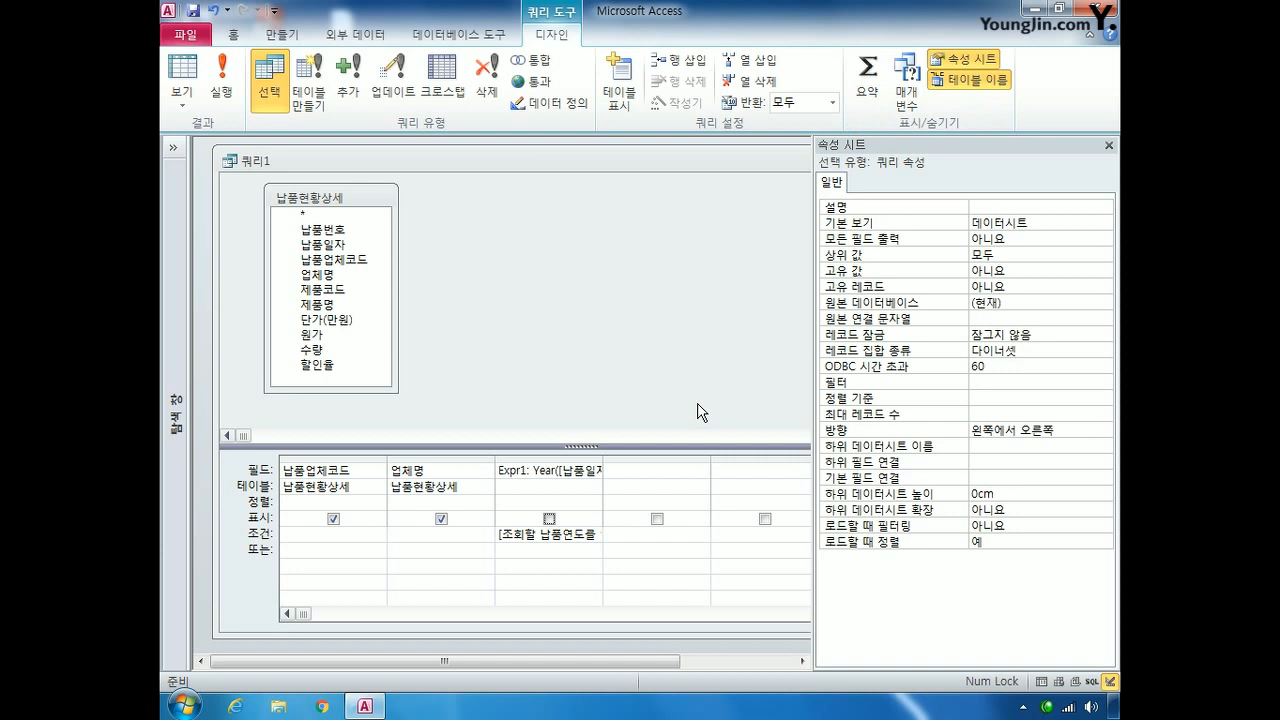 쿼리 도구
Microsoft Access
Younglin.com Y.
파일
홈
만들기
외부 데이터
데이터베이스 도구
디자인
보기
실행
선택
테이블 만들기
추가
업데이트
크로스탭
삭제
통합
통과
데이터 정의
테이블 표시
행 삽입
행 삭제
작성기
열 삽입
열 삭제
반환: 모두
요약
매개 변수
속성 시트
테이블 이름
결과
쿼리 유형
쿼리 설정
표시/숨기기
탐색 창
쿼리1
납품현황상세
*
납품번호
납품일자
납품업체코드
업체명
제품코드
제품명
단가(만원)
원가
수량
할인율
필드: 납품업체코드 업체명 Expr1: Year([납품일자
테이블: 납품현황상세 납품현황상세
정렬:
표시:
조건: [조회할 납품연도를
또는:
속성 시트
선택 유형: 쿼리 속성
일반
설명
기본 보기 데이터시트
모든 필드 출력 아니요
상위 값 모두
고유 값 아니요
고유 레코드 아니요
원본 데이터베이스 (현재)
원본 연결 문자열
레코드 잠금 잠그지 않음
레코드 집합 종류 다이너셋
ODBC 시간 초과 60
필터
정렬 기준
최대 레코드 수
방향 왼쪽에서 오른쪽
하위 데이터시트 이름
하위 필드 연결
기본 필드 연결
하위 데이터시트 높이 0cm
하위 데이터시트 확장 아니요
로드할 때 필터링 아니요
로드할 때 정렬 예
준비
Num Lock
SQL